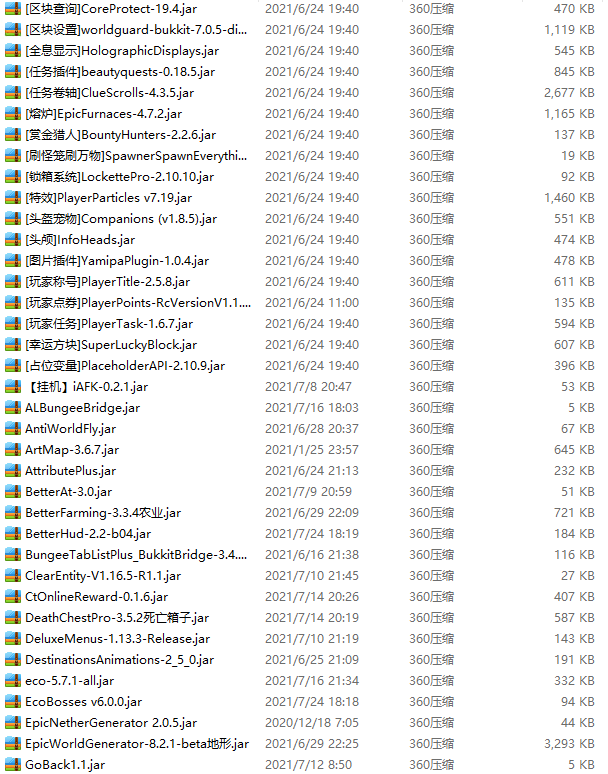 [区块查询]CoreProtect-19.4.jar 2021/6/24 19:40 360压缩 470 KB
[区块设置]worldguard-bukkit-7.0.5-di... 2021/6/24 19:40 360压缩 1,119 KB
[全息显示]HolographicDisplays.jar 2021/6/24 19:40 360压缩 545 KB
[任务插件]beautyquests-0.18.5.jar 2021/6/24 19:40 360压缩 845 KB
[任务卷轴]ClueScrolls-4.3.5.jar 2021/6/24 19:40 360压缩 2,677 KB
[熔炉]EpicFurnaces-4.7.2.jar 2021/6/24 19:40 360压缩 1,165 KB
[赏金猎人]BountyHunters-2.2.6.jar 2021/6/24 19:40 360压缩 137 KB
[刷怪笼刷万物]SpawnerSpawnEverythi... 2021/6/24 19:40 360压缩 19 KB
[锁箱系统]LockettePro-2.10.10.jar 2021/6/24 19:40 360压缩 92 KB
[特效]PlayerParticles v7.19.jar 2021/6/24 19:40 360压缩 1,460 KB
[头盔宠物]Companions (v1.8.5).jar 2021/6/24 19:40 360压缩 551 KB
[头颅]InfoHeads.jar 2021/6/24 19:40 360压缩 474 KB
[图片插件]YamipaPlugin-1.0.4.jar 2021/6/24 19:40 360压缩 478 KB
[玩家称号]PlayerTitle-2.5.8.jar 2021/6/24 19:40 360压缩 611 KB
[玩家点券]PlayerPoints-RcVersionV1.1.... 2021/6/24 11:00 360压缩 135 KB
[玩家任务]PlayerTask-1.6.7.jar 2021/6/24 19:40 360压缩 594 KB
[幸运方块]SuperLuckyBlock.jar 2021/6/24 19:40 360压缩 607 KB
[占位变量]PlaceholderAPI-2.10.9.jar 2021/6/24 19:40 360压缩 396 KB
【挂机】iAFK-0.2.1.jar 2021/7/8 20:47 360压缩 53 KB
ALBungeeBridge.jar 2021/7/16 18:03 360压缩 5 KB
AntiWorldFly.jar 2021/6/28 20:37 360压缩 67 KB
ArtMap-3.6.7.jar 2021/1/25 23:57 360压缩 645 KB
AttributePlus.jar 2021/6/24 21:13 360压缩 232 KB
BetterAt-3.0.jar 2021/7/9 20:59 360压缩 51 KB
BetterFarming-3.3.4农业.jar 2021/6/29 22:09 360压缩 721 KB
BetterHud-2.2-b04.jar 2021/7/24 18:19 360压缩 184 KB
BungeeTabListPlus_BukkitBridge-3.4.... 2021/6/16 21:38 360压缩 116 KB
ClearEntity-V1.16.5-R1.1.jar 2021/7/10 21:45 360压缩 27 KB
CtOnlineReward-0.1.6.jar 2021/7/14 20:26 360压缩 407 KB
DeathChestPro-3.5.2死亡箱子.jar 2021/7/14 20:19 360压缩 587 KB
DeluxeMenus-1.13.3-Release.jar 2021/7/10 21:19 360压缩 143 KB
DestinationsAnimations-2_5_0.jar 2021/6/25 21:09 360压缩 191 KB
eco-5.7.1-all.jar 2021/7/16 21:34 360压缩 332 KB
EcoBosses v6.0.0.jar 2021/7/24 18:18 360压缩 94 KB
EpicNetherGenerator 2.0.5.jar 2020/12/18 7:05 360压缩 44 KB
EpicWorldGenerator-8.2.1-beta地形.jar 2021/6/29 22:25 360压缩 3,293 KB
GoBack1.1.jar 2021/7/12 8:50 360压缩 5 KB